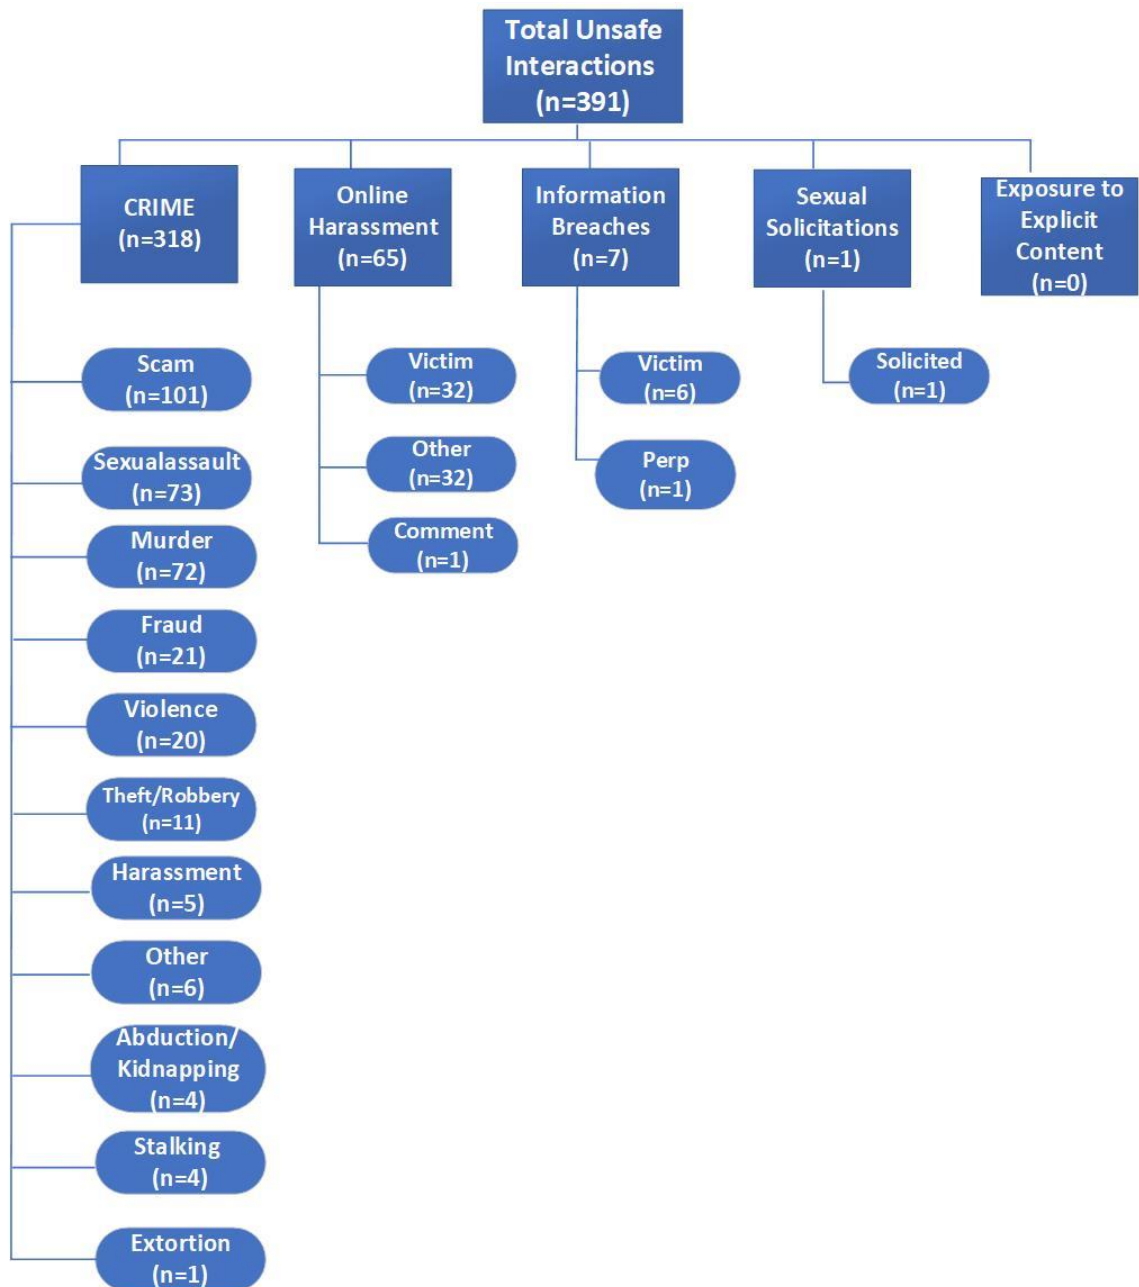 Total Unsafe
Interactions
(n=391)
CRIME
(n=318)
Online
Harassment
(n=65)
Information
Breaches
(n=7)
Sexual
Solicitations
(n=1)
Exposure to
Explicit
Content
(n=0)
Scam
(n=101)
Sexualassault
(n=73)
Murder
(n=72)
Fraud
(n=21)
Violence
(n=20)
Theft/Robbery
(n=11)
Harassment
(n=5)
Other
(n=6)
Abduction/
Kidnapping
(n=4)
Stalking
(n=4)
Extortion
(n=1)
Victim
(n=32)
Other
(n=32)
Comment
(n=1)
Victim
(n=6)
Perp
(n=1)
Solicited
(n=1)